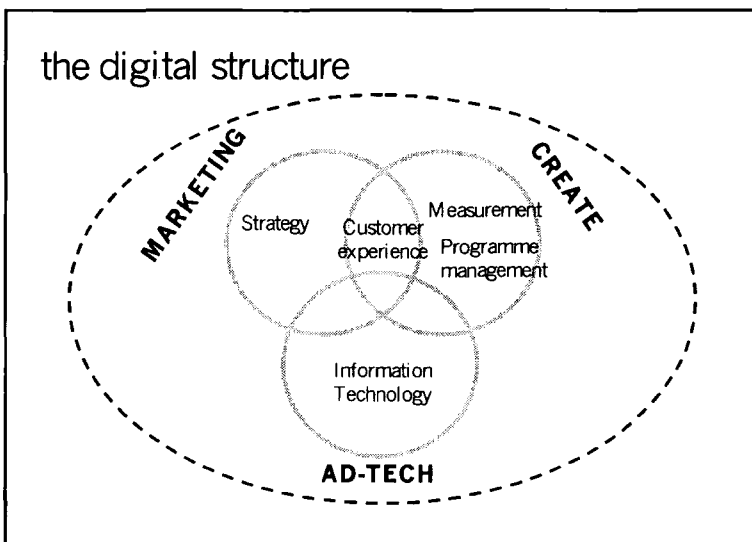 the digital structure
MARKETING
CREATE
Strategy
Customer
experience
Measurement
Programme
management
Information
Technology
AD-TECH